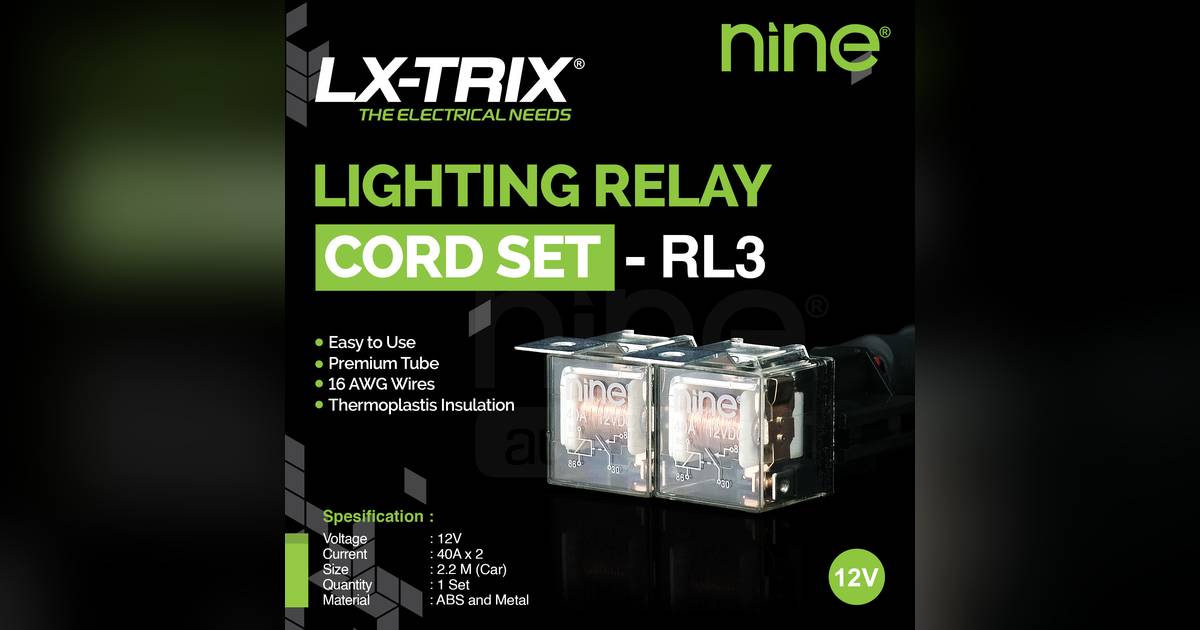 nine®
LX-TRIX®
THE ELECTRICAL NEEDS
LIGHTING RELAY
CORD SET - RL3
nine®
Easy to Use
Premium Tube
16 AWG Wires
Thermoplastis Insulation
nine nine
40A 12VDC
86 30 86 30
Spesification :
Voltage : 12V
Current : 40A x 2
Size : 2.2 M (Car)
Quantity : 1 Set
Material : ABS and Metal
12V